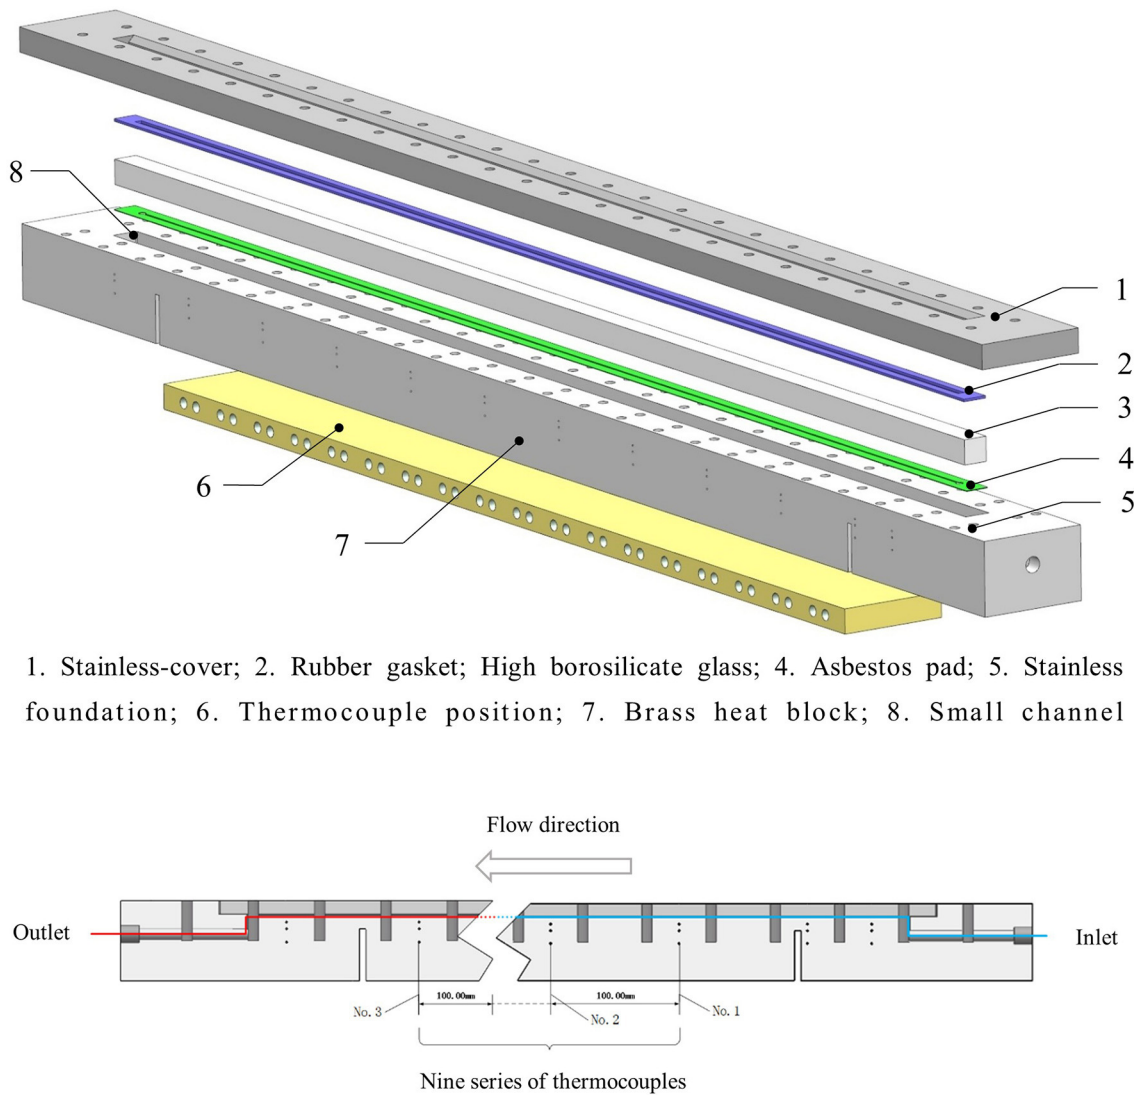 8
1
2
3
4
5
6
7
1. Stainless-cover; 2. Rubber gasket; High borosilicate glass; 4. Asbestos pad; 5. Stainless
foundation; 6. Thermocouple position; 7. Brass heat block; 8. Small channel
Flow direction
Outlet
Inlet
100.00mm
100.00mm
No.3
No.2
No.1
Nine series of thermocouples